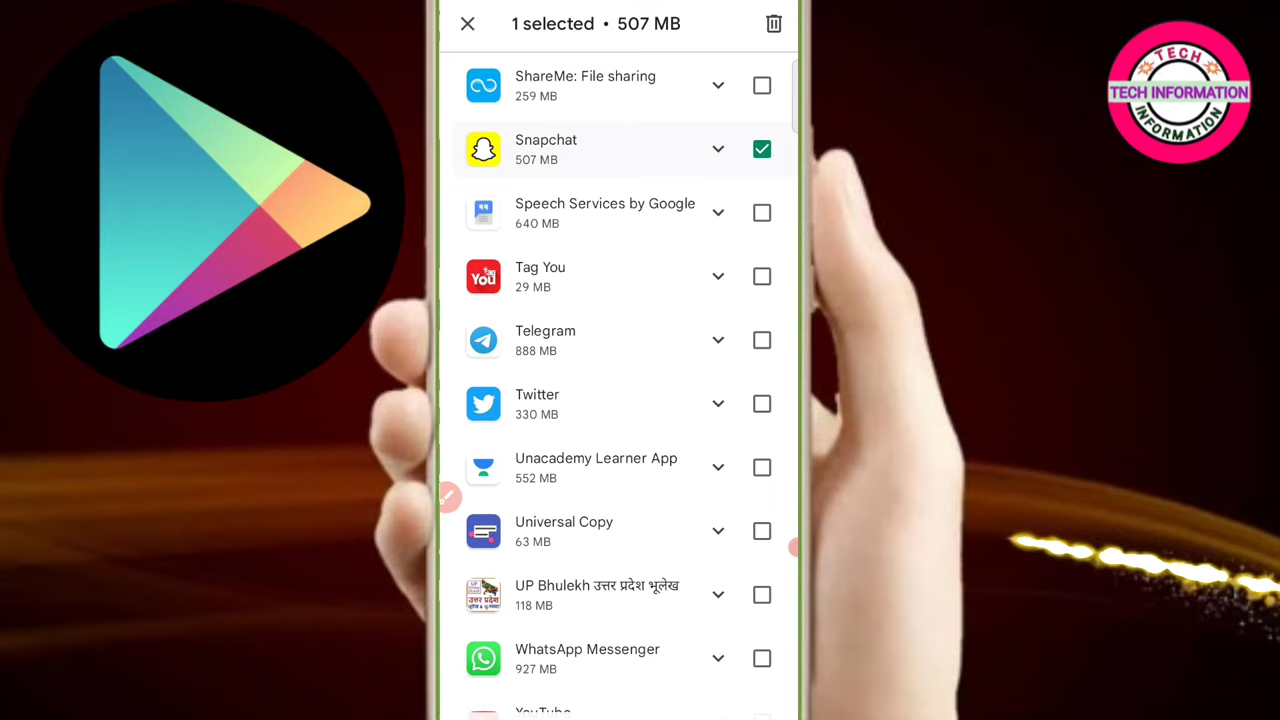 1 selected • 507 MB
ShareMe: File sharing
259 MB
Snapchat
507 MB
Speech Services by Google
640 MB
Tag You
29 MB
Telegram
888 MB
Twitter
330 MB
Unacademy Learner App
552 MB
Universal Copy
63 MB
UP Bhulekh उत्तर प्रदेश भूलेख
118 MB
WhatsApp Messenger
927 MB
YouTube
TECH
TECH INFORMATION
INFORMATION